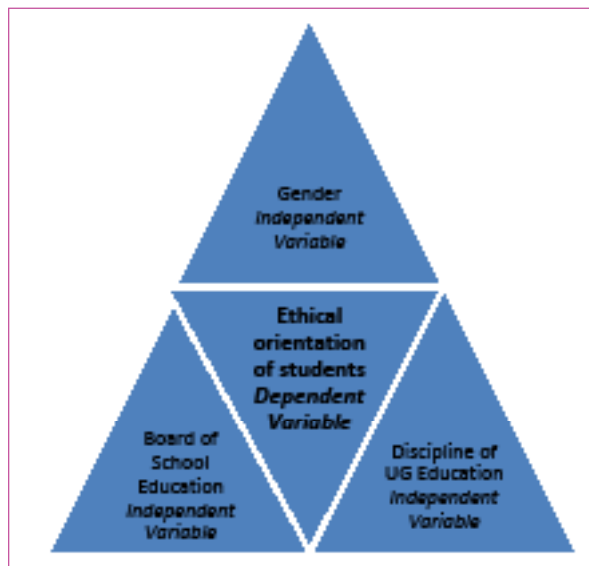 Gender
Independent
Variable
Ethical
orientation
of students
Dependent
Variable
Board of
School
Education
Independent
Variable
Discipline of
UG Education
Independent
Variable